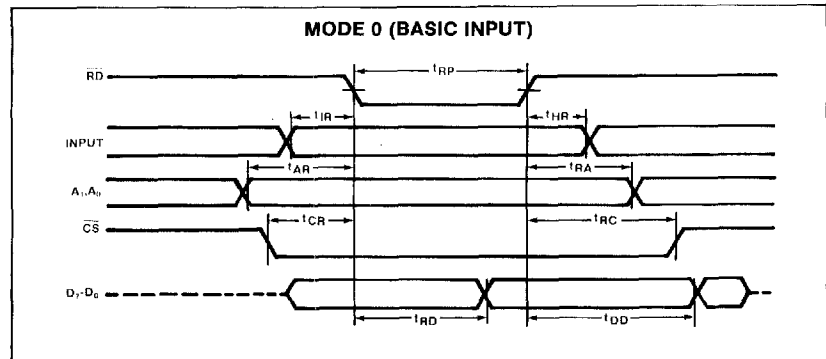 MODE 0 (BASIC INPUT)
RD
tRP
tIR
tHR
INPUT
tAR
tRA
A1,A0
CS
tCR
tRC
D7-D0
tRD
tDD